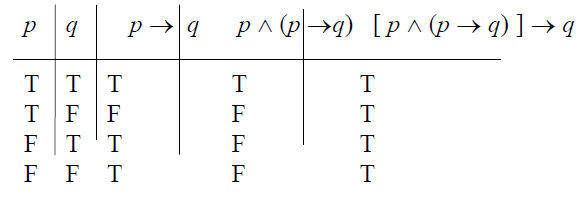 p q p → q p ∧ (p →q) [ p ∧ (p → q) ] → q
T T T T T
T F F F T
F T T F T
F F T F T